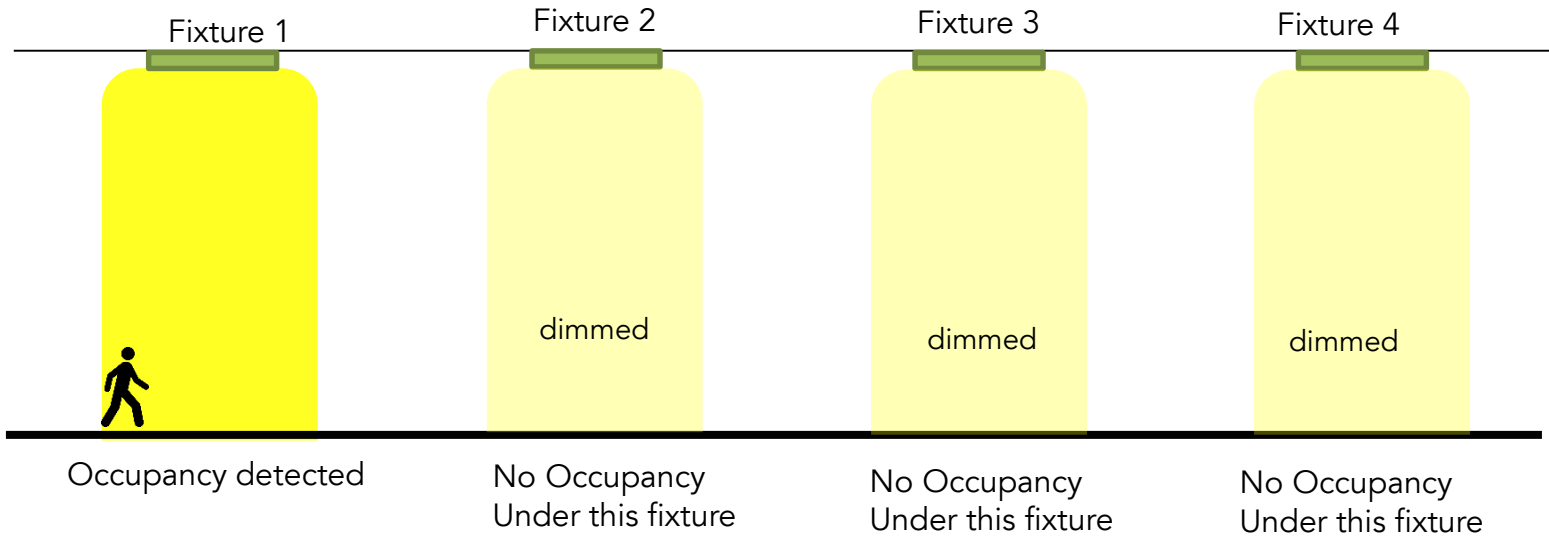 Fixture 1
Fixture 2
Fixture 3
Fixture 4
dimmed
dimmed
dimmed
Occupancy detected
No Occupancy
Under this fixture
No Occupancy
Under this fixture
No Occupancy
Under this fixture